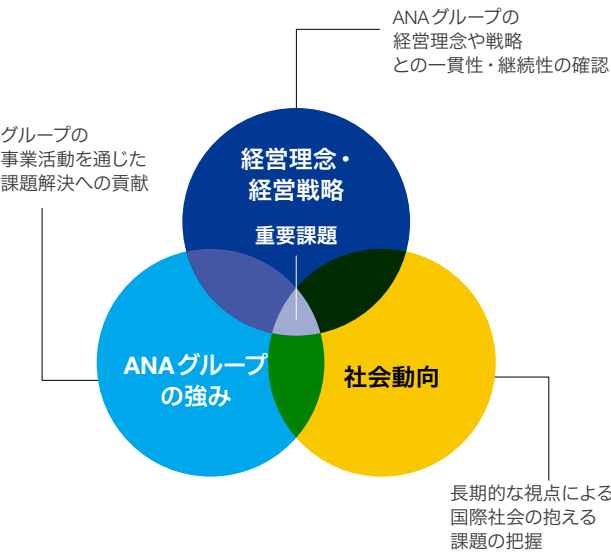 ANAグループの
経営理念や戦略
との一貫性・継続性の確認
グループの
事業活動を通じた
課題解決への貢献
経営理念・
経営戦略
重要課題
ANAグループ
の強み
社会動向
長期的な視点による
国際社会の抱える
課題の把握